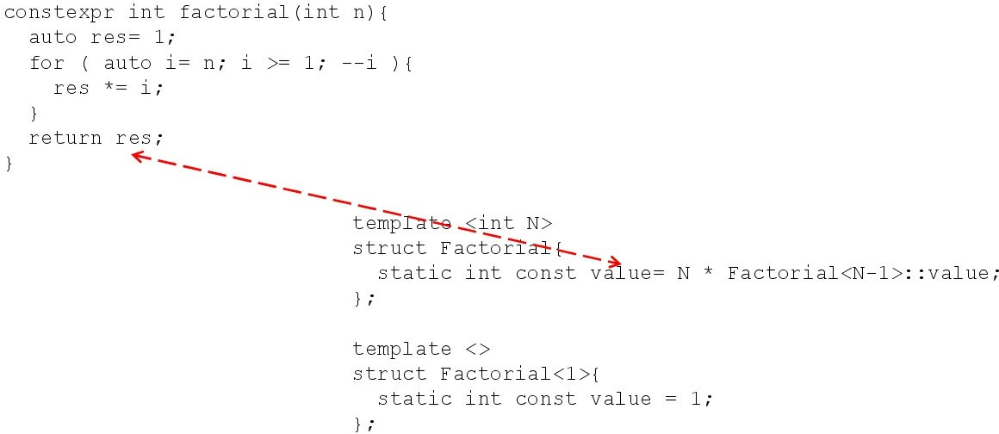 constexpr int factorial(int n){
  auto res= 1;
  for ( auto i= n; i >= 1; --i ){
    res *= i;
  }
  return res;
}
template <int N>
struct Factorial{
  static int const value= N * Factorial<N-1>::value;
};
template <>
struct Factorial<1>{
  static int const value = 1;
};